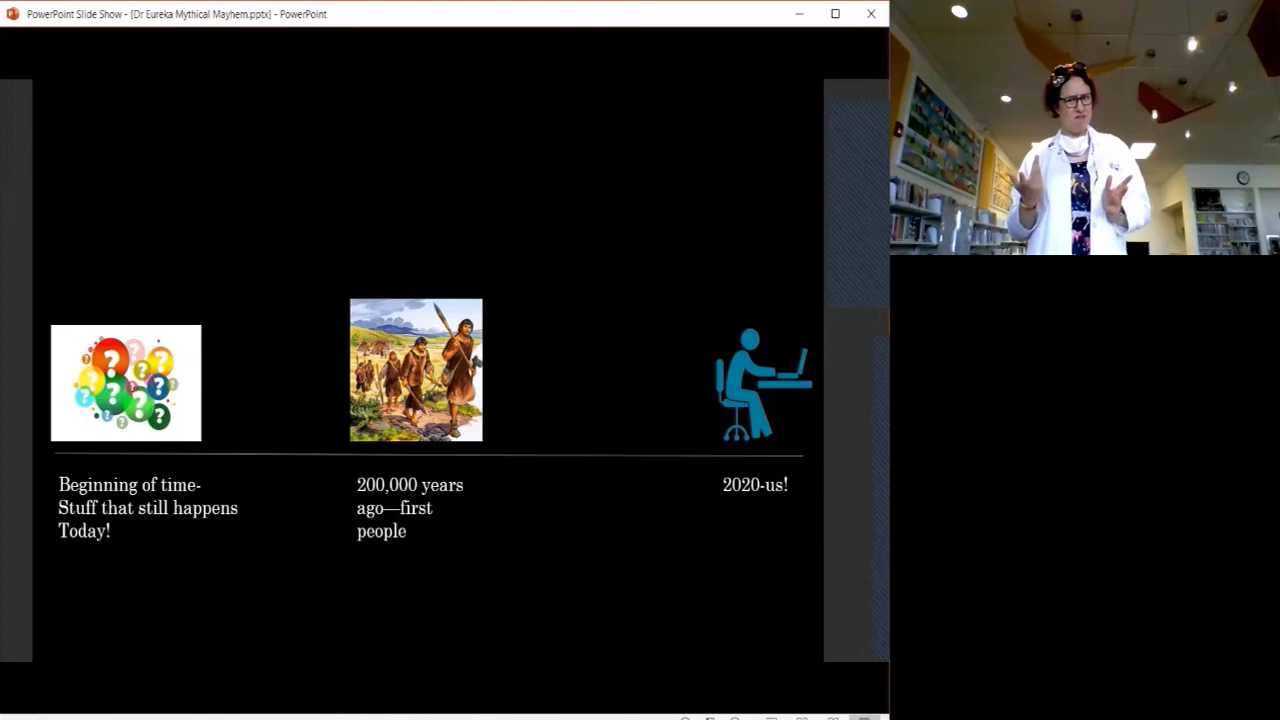 PowerPoint Slide Show - [Dr Eureka Mythical Mayhem.pptx] - PowerPoint
? ? ? ? ? ? ? ?
Beginning of time-
Stuff that still happens
Today!
200,000 years
ago—first
people
2020-us!